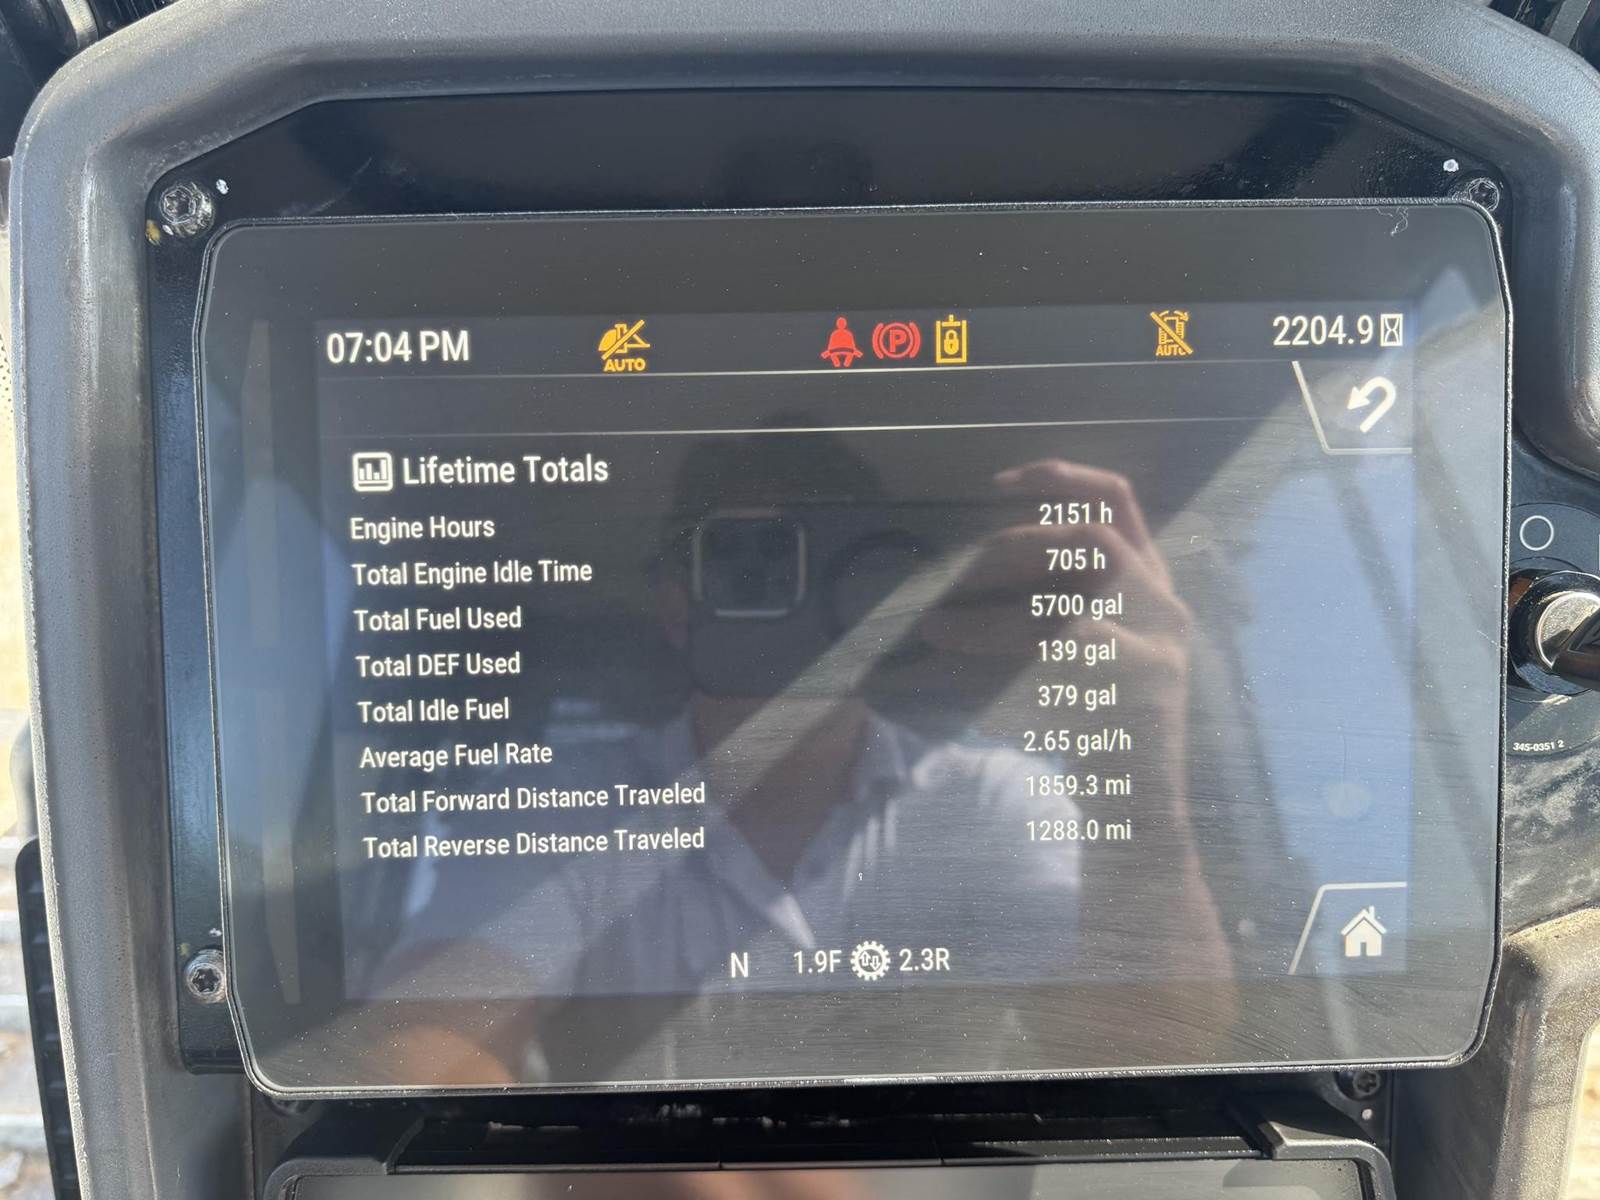 07:04 PM
AUTO
P
AUTO
2204.9
Lifetime Totals
Engine Hours 2151 h
Total Engine Idle Time 705 h
Total Fuel Used 5700 gal
Total DEF Used 139 gal
Total Idle Fuel 379 gal
Average Fuel Rate 2.65 gal/h
Total Forward Distance Traveled 1859.3 mi
Total Reverse Distance Traveled 1288.0 mi
N 1.9F 2.3R
345-0351 2